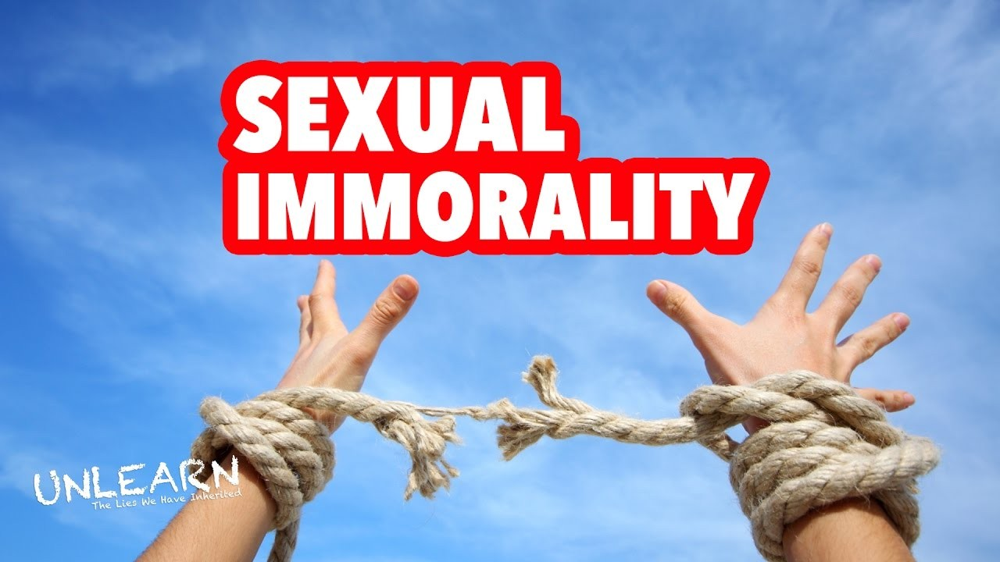 SEXUAL
IMMORALITY
UNLEARN
The Lies We Have Inherited